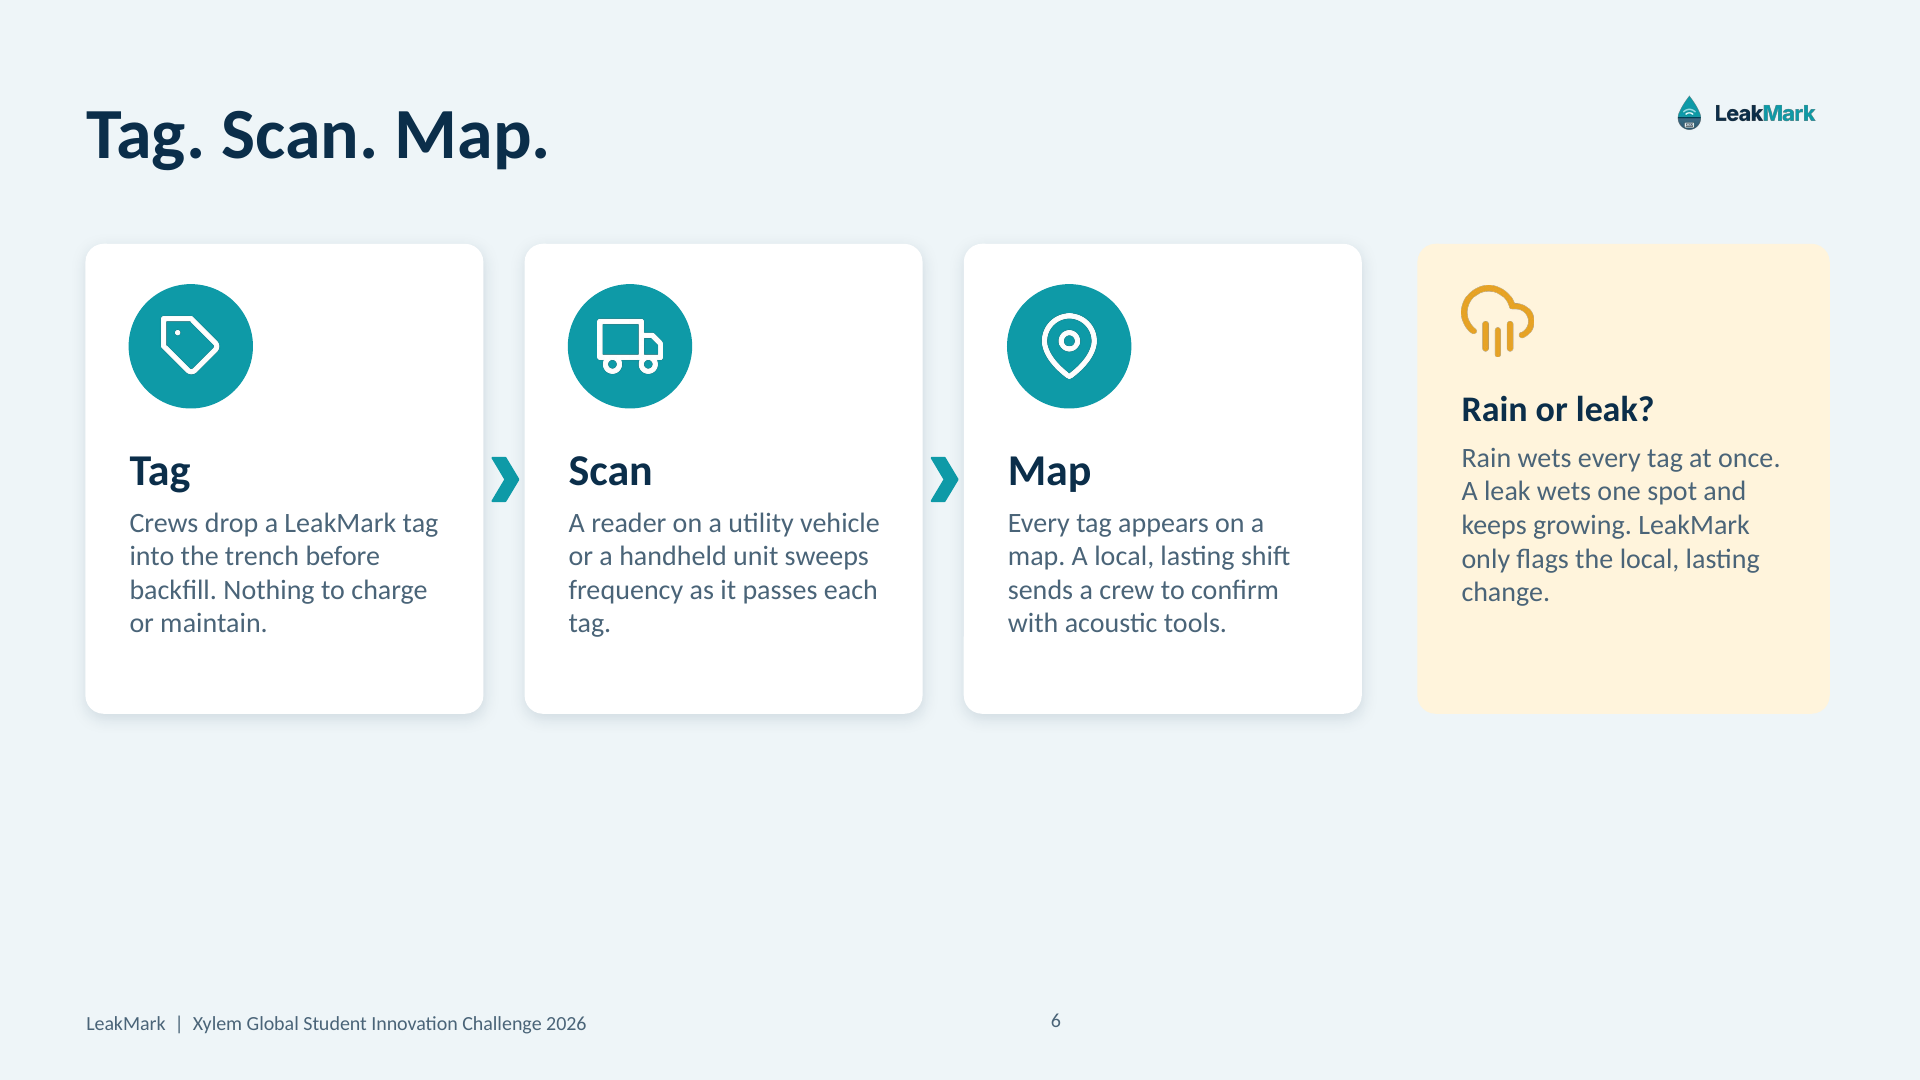 Tag. Scan. Map.
LeakMark
Tag
Crews drop a LeakMark tag
into the trench before
backfill. Nothing to charge
or maintain.
Scan
A reader on a utility vehicle
or a handheld unit sweeps
frequency as it passes each
tag.
Map
Every tag appears on a
map. A local, lasting shift
sends a crew to confirm
with acoustic tools.
Rain or leak?
Rain wets every tag at once.
A leak wets one spot and
keeps growing. LeakMark
only flags the local, lasting
change.
LeakMark | Xylem Global Student Innovation Challenge 2026
6